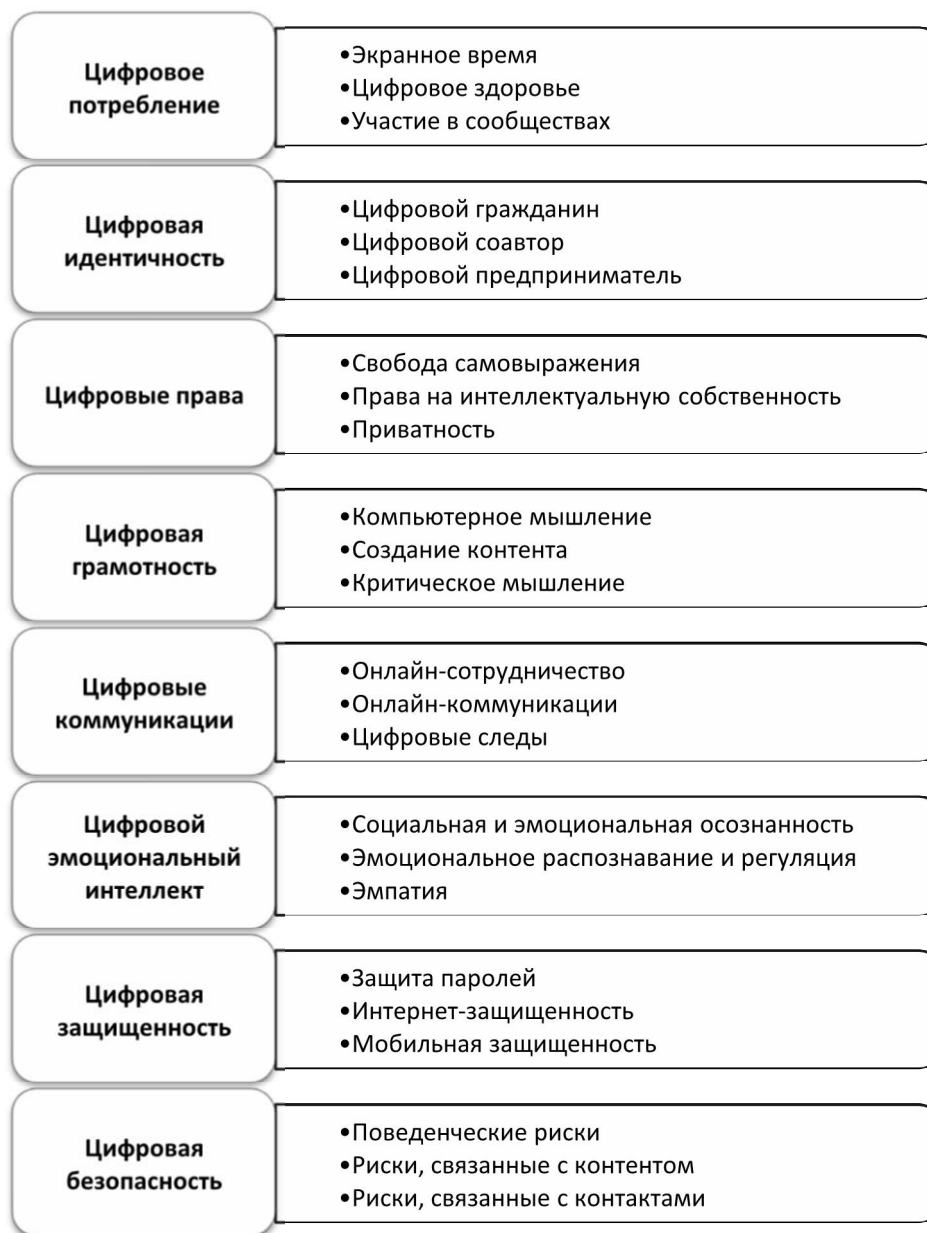 Цифровое
потребление
•Экранное время
•Цифровое здоровье
•Участие в сообществах
Цифровая
идентичность
•Цифровой гражданин
•Цифровой соавтор
•Цифровой предприниматель
Цифровые права
•Свобода самовыражения
•Права на интеллектуальную собственность
•Приватность
Цифровая
грамотность
•Компьютерное мышление
•Создание контента
•Критическое мышление
Цифровые
коммуникации
•Онлайн-сотрудничество
•Онлайн-коммуникации
•Цифровые следы
Цифровой
эмоциональный
интеллект
•Социальная и эмоциональная осознанность
•Эмоциональное распознавание и регуляция
•Эмпатия
Цифровая
защищенность
•Защита паролей
•Интернет-защищенность
•Мобильная защищенность
Цифровая
безопасность
•Поведенческие риски
•Риски, связанные с контентом
•Риски, связанные с контактами